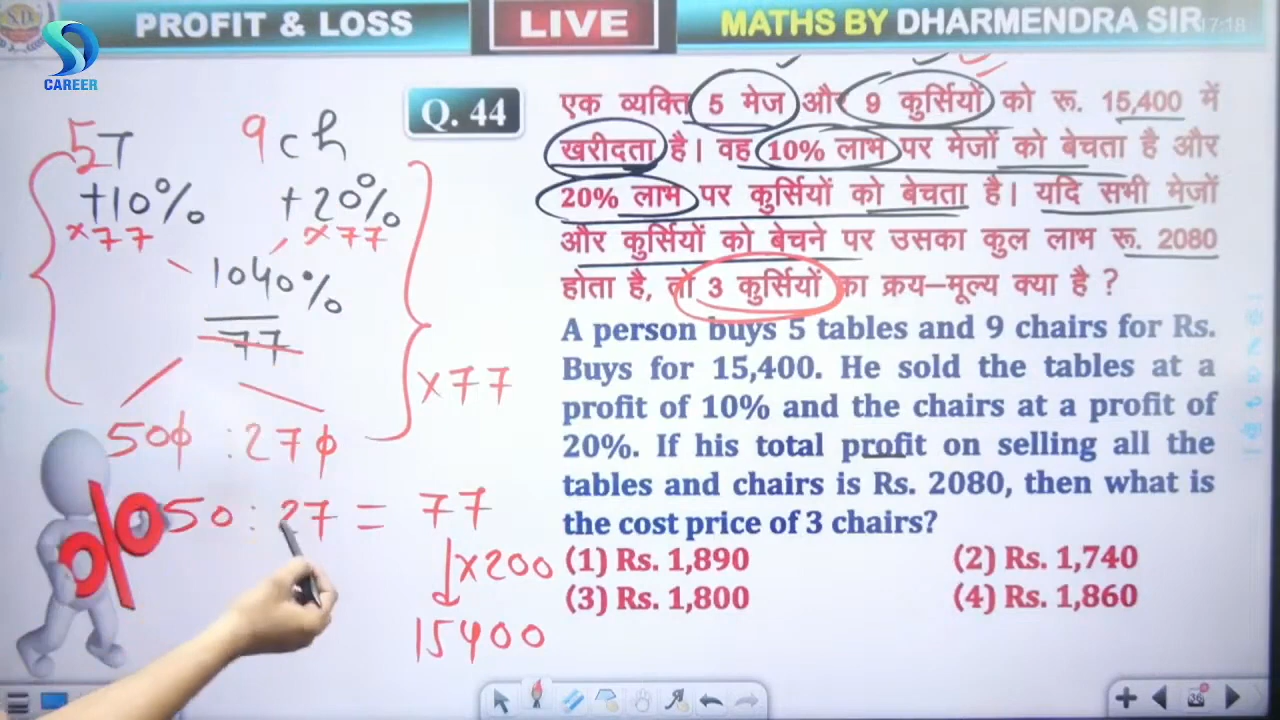 PROFIT & LOSS
LIVE
MATHS BY DHARMENDRA SIR
17:18
CAREER
5T
9ch
+10%
+20%
×77
×77
1040%
77
×77
500 : 270
50 : 27 = 77
×200
15400
Q. 44
एक व्यक्ति 5 मेज और 9 कुर्सियों को रू. 15,400 में
खरीदता है। वह 10% लाभ पर मेजों को बेचता है और
20% लाभ पर कुर्सियों को बेचता है। यदि सभी मेजों
और कुर्सियों को बेचने पर उसका कुल लाभ रू. 2080
होता है, तो 3 कुर्सियों का क्रय–मूल्य क्या है ?
A person buys 5 tables and 9 chairs for Rs.
Buys for 15,400. He sold the tables at a
profit of 10% and the chairs at a profit of
20%. If his total profit on selling all the
tables and chairs is Rs. 2080, then what is
the cost price of 3 chairs?
(1) Rs. 1,890
(2) Rs. 1,740
(3) Rs. 1,800
(4) Rs. 1,860
%
36